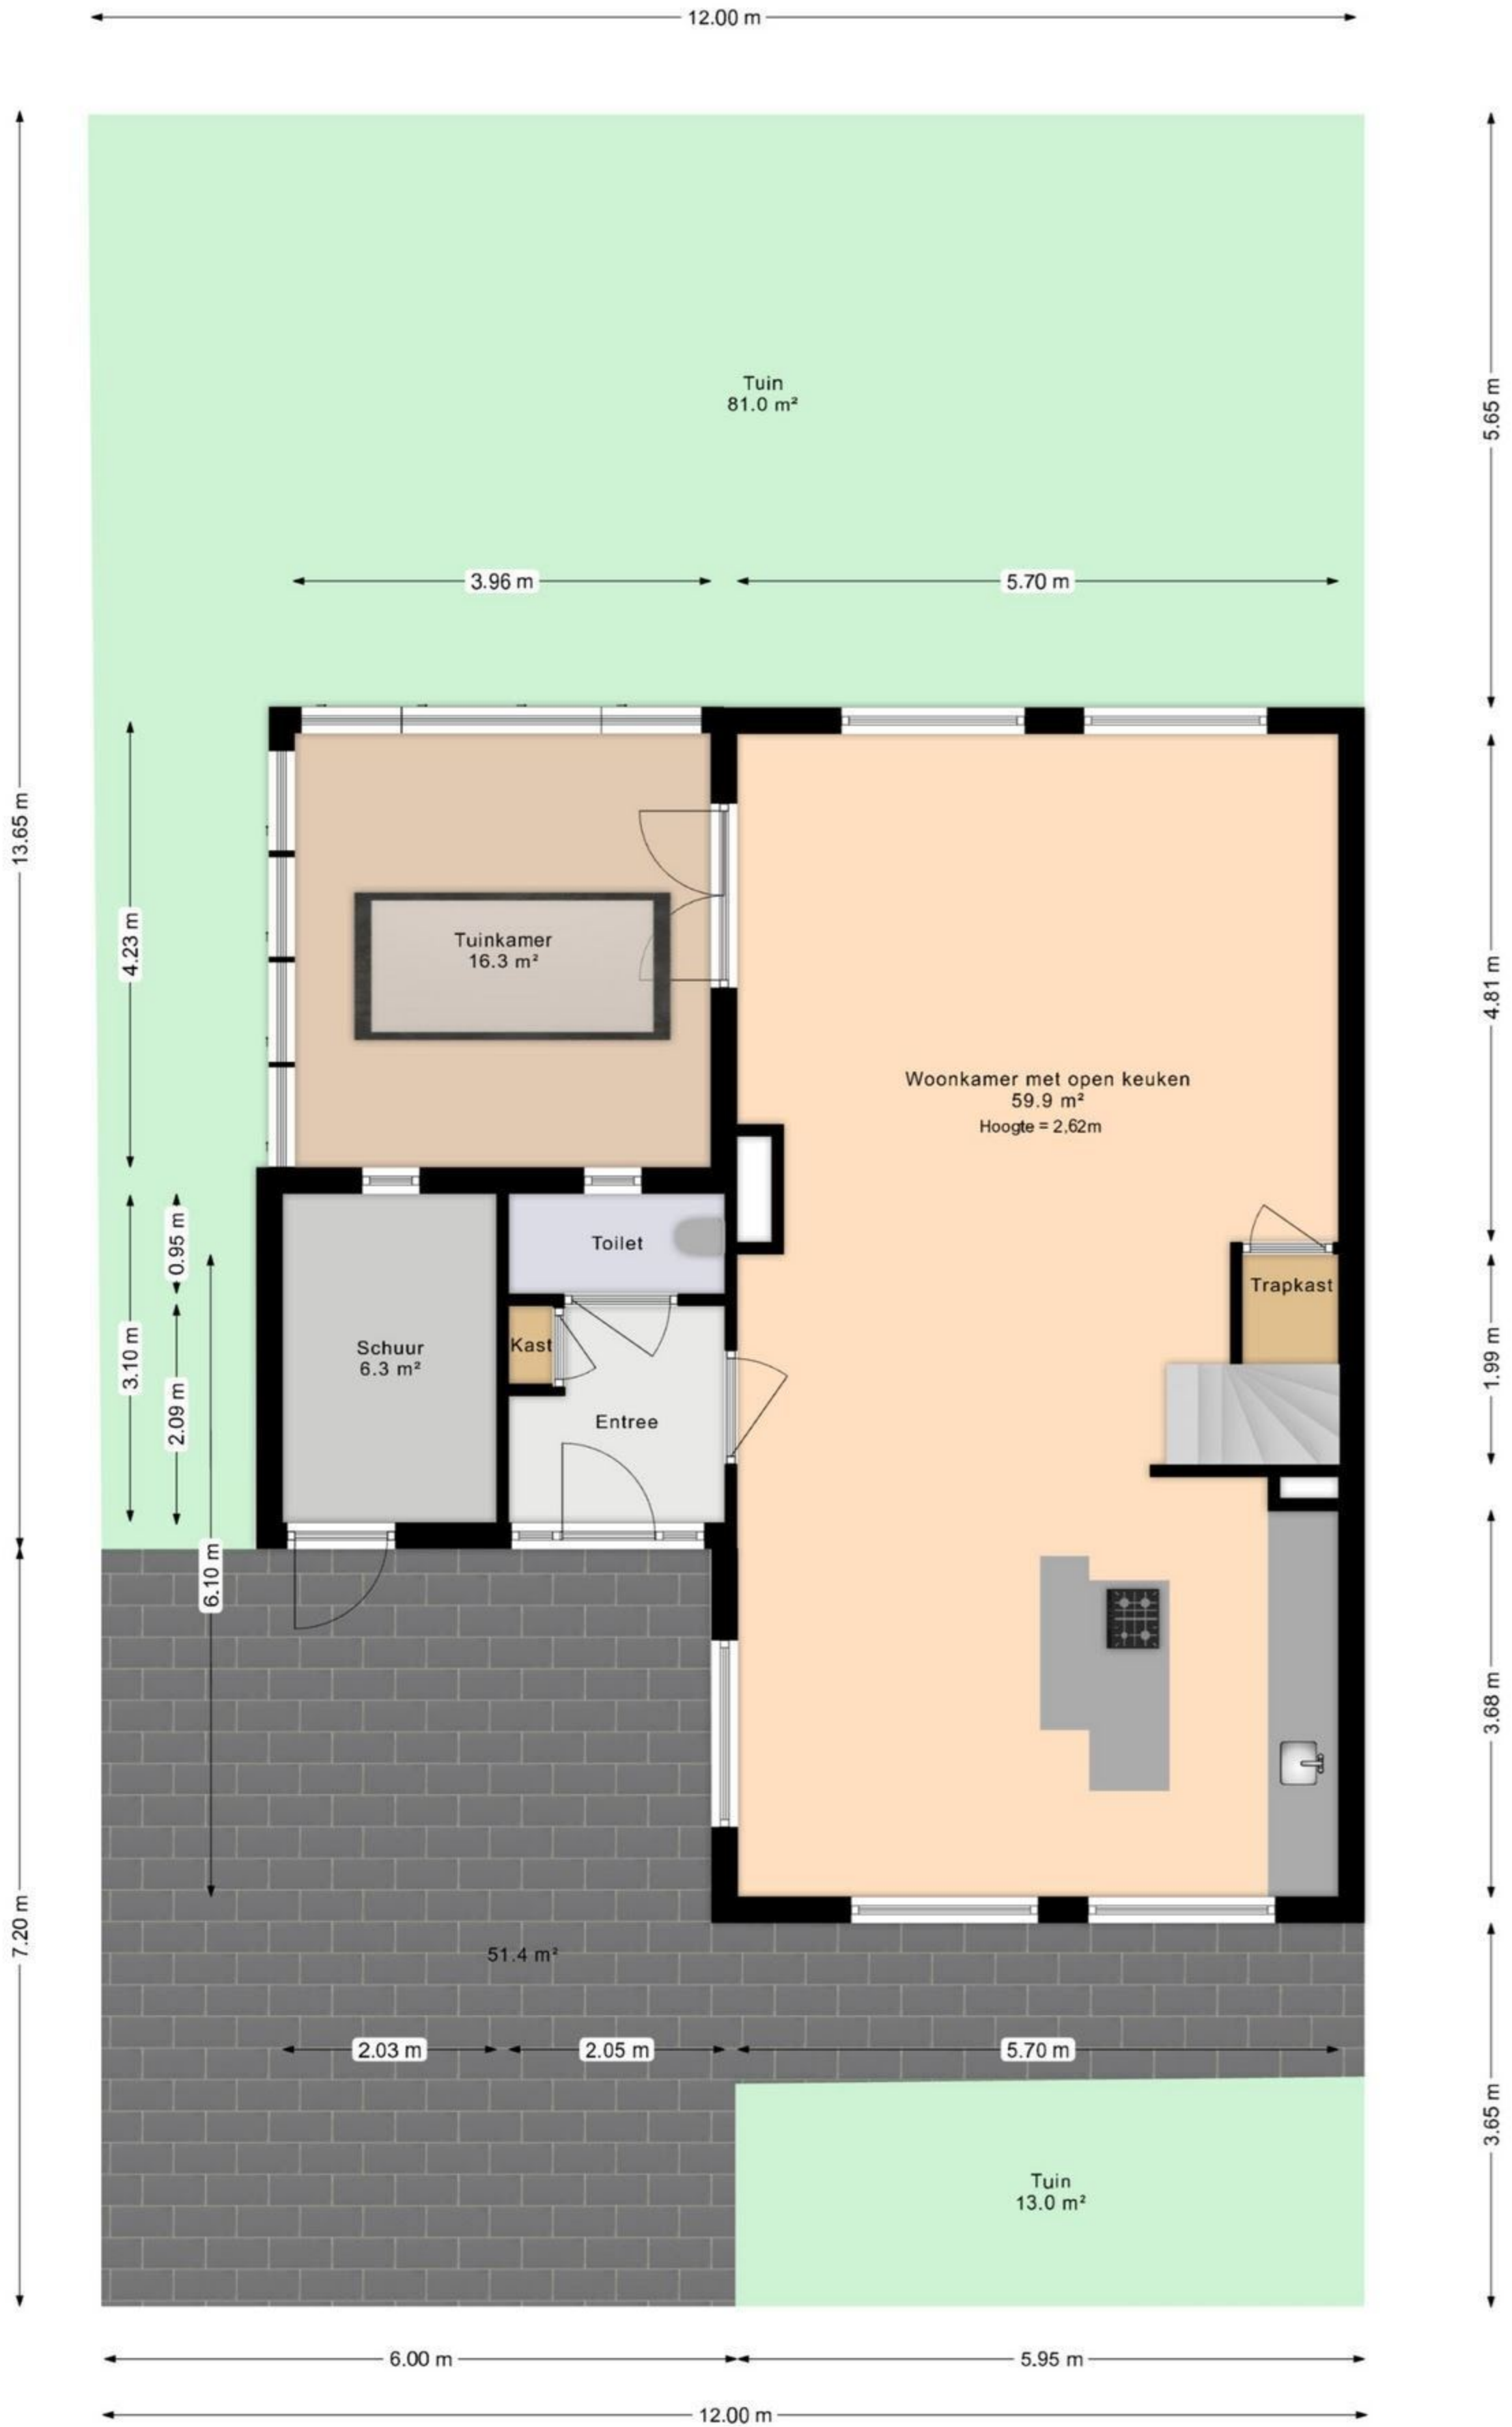 12.00 m
Tuin
81.0 m²
5.65 m
3.96 m
5.70 m
13.65 m
4.23 m
Tuinkamer
16.3 m²
4.81 m
Woonkamer met open keuken
59.9 m²
Hoogte = 2,62m
0.95 m
Toilet
Trapkast
3.10 m
Schuur
6.3 m²
Kast
1.99 m
2.09 m
Entree
6.10 m
3.68 m
7.20 m
51.4 m²
2.03 m
2.05 m
5.70 m
3.65 m
Tuin
13.0 m²
6.00 m
5.95 m
12.00 m